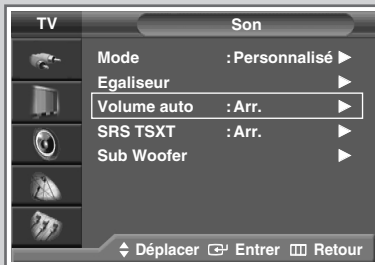 TV Son
Mode : Personnalisé ▶
Egaliseur ▶
Volume auto : Arr. ▶
SRS TSXT : Arr. ▶
Sub Woofer ▶
Déplacer Entrer Retour